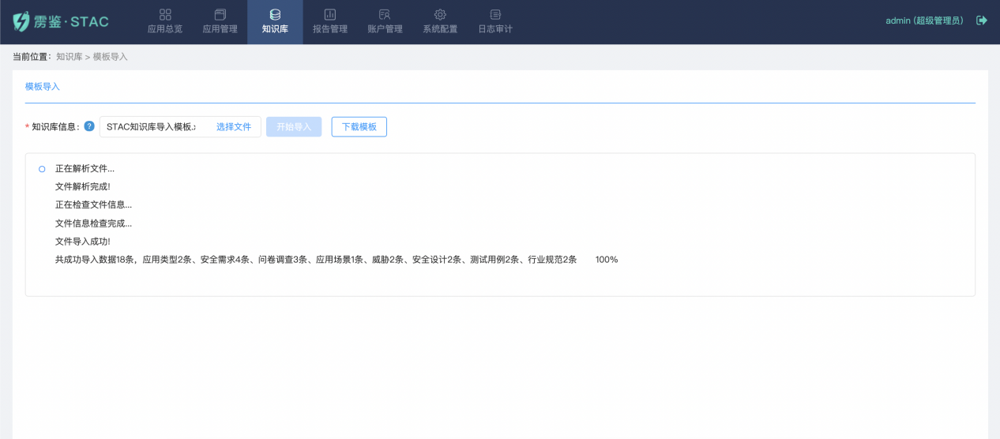 雳鉴·STAC
应用总览 应用管理 知识库 报告管理 账户管理 系统配置 日志审计
admin (超级管理员)
当前位置: 知识库 > 模板导入
模板导入
* 知识库信息: ? STAC知识库导入模板. 选择文件 开始导入 下载模板
正在解析文件...
文件解析完成!
正在检查文件信息...
文件信息检查完成...
文件导入成功!
共成功导入数据18条，应用类型2条、安全需求4条、问卷调查3条、应用场景1条、威胁2条、安全设计2条、测试用例2条、行业规范2条 100%